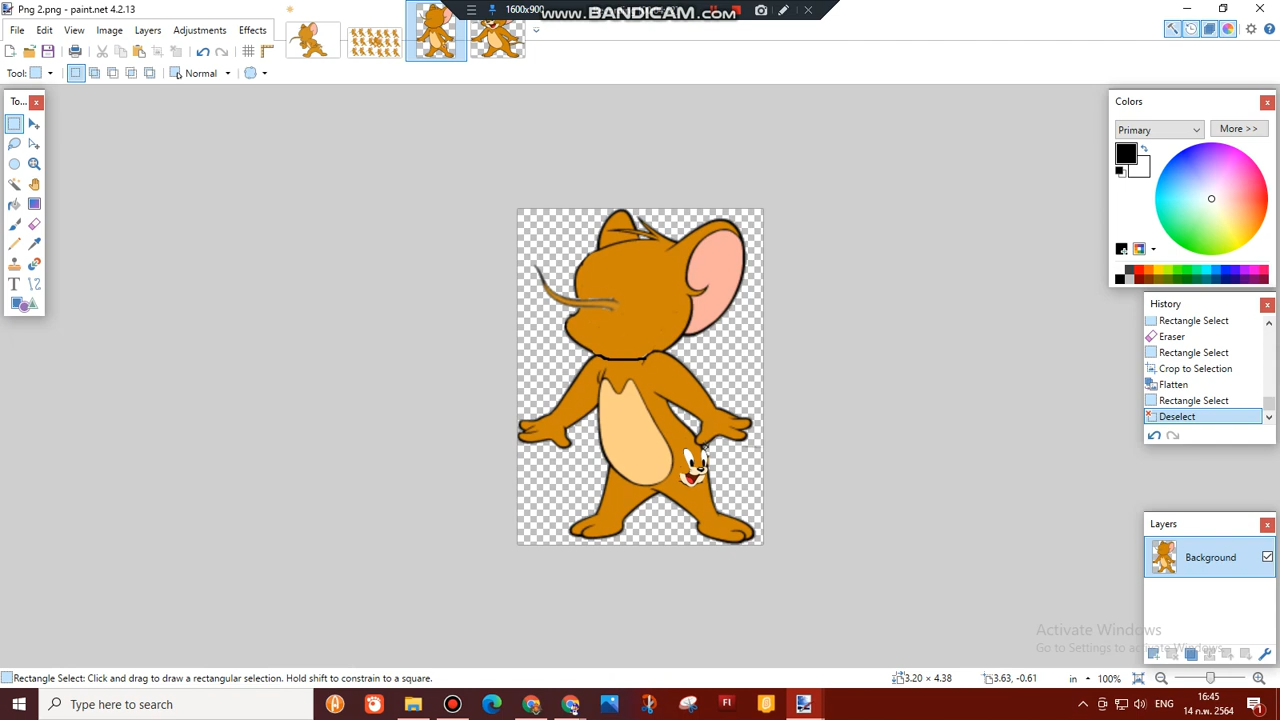 Png 2.png - paint.net 4.2.13
1600x900
www.BANDICAM.com
File Edit View Image Layers Adjustments Effects
Tool:
Normal
To...
Colors
Primary
More >>
History
Rectangle Select
Eraser
Rectangle Select
Crop to Selection
Flatten
Rectangle Select
Deselect
Layers
Background
Activate Windows
Go to Settings to activate Windows.
Rectangle Select: Click and drag to draw a rectangular selection. Hold shift to constrain to a square.
3.20 × 4.38
3.63, -0.61
in
100%
Type here to search
ENG
16:45
14 ก.พ. 2564